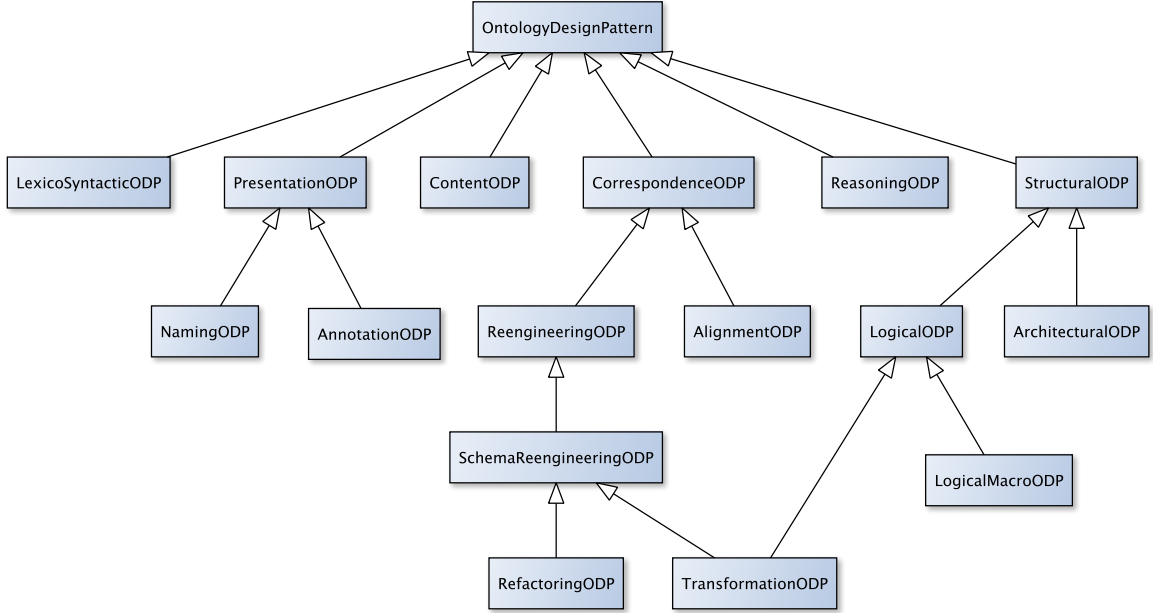 OntologyDesignPattern
LexicoSyntacticODP
PresentationODP
ContentODP
CorrespondenceODP
ReasoningODP
StructuralODP
NamingODP
AnnotationODP
ReengineeringODP
AlignmentODP
LogicalODP
ArchitecturalODP
SchemaReengineeringODP
LogicalMacroODP
RefactoringODP
TransformationODP